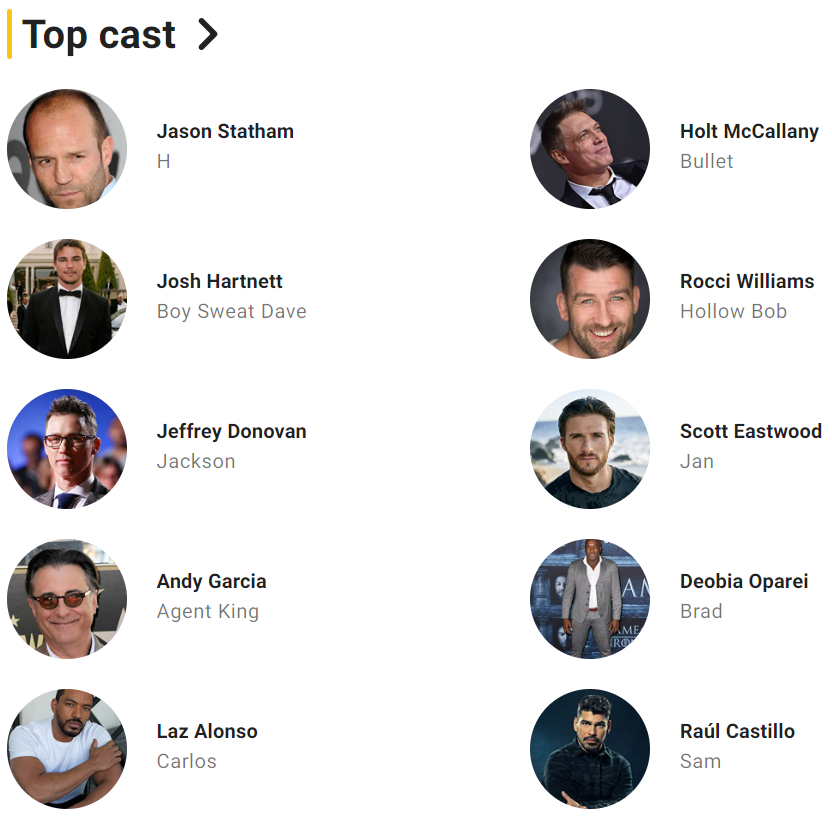 Top cast
Jason Statham
H
Holt McCallany
Bullet
Josh Hartnett
Boy Sweat Dave
Rocci Williams
Hollow Bob
Jeffrey Donovan
Jackson
Scott Eastwood
Jan
Andy Garcia
Agent King
Deobia Oparei
Brad
Laz Alonso
Carlos
Raúl Castillo
Sam